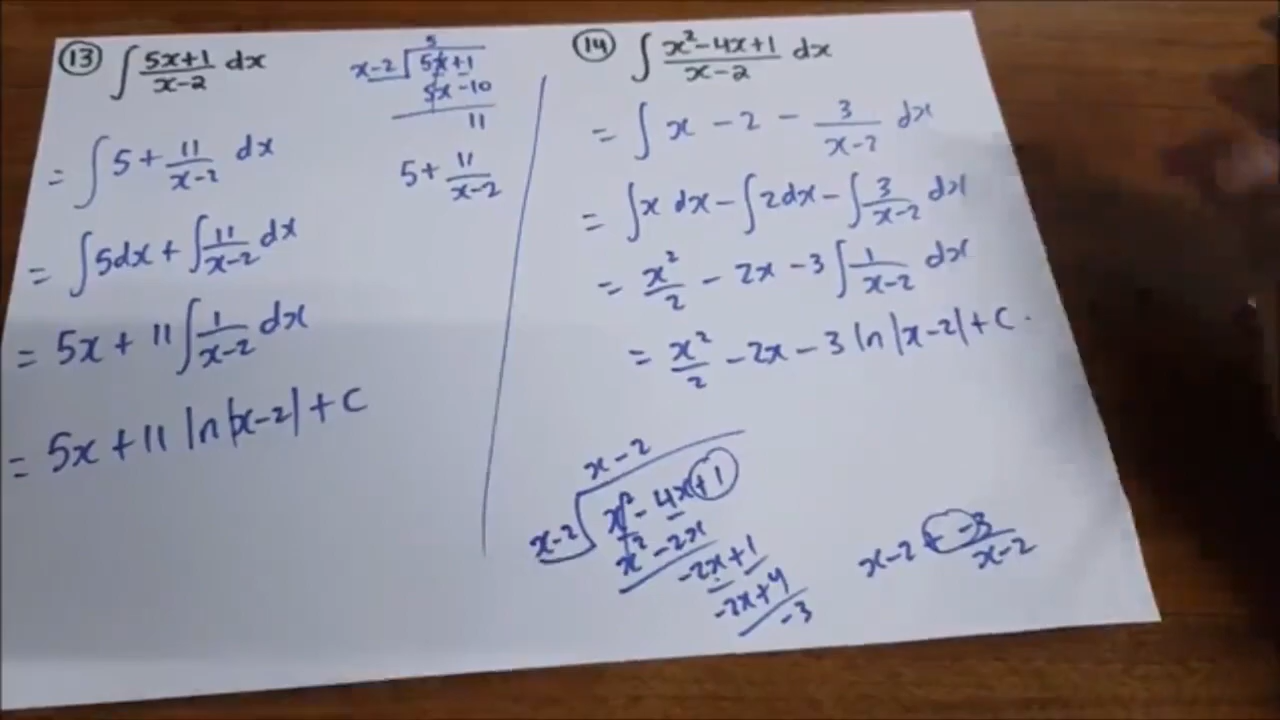 ⑬ ∫ (5x+1)/(x-2) dx
= ∫ 5 + 11/(x-2) dx
= ∫5dx + ∫ 11/(x-2) dx
= 5x + 11 ∫ 1/(x-2) dx
= 5x + 11 ln|x-2| + C
5
x-2 √ 5x+1
5x -10
11
5 + 11/(x-2)
⑭ ∫ (x²-4x+1)/(x-2) dx
= ∫ x - 2 - 3/(x-2) dx
= ∫x dx - ∫2dx - ∫ 3/(x-2) dx
= x²/2 - 2x - 3 ∫ 1/(x-2) dx
= x²/2 - 2x - 3 ln|x-2| + C.
x-2
x-2 √ x² - 4x + 1
x² - 2x
-2x+1
-2x+4
-3
x-2 + -3/(x-2)